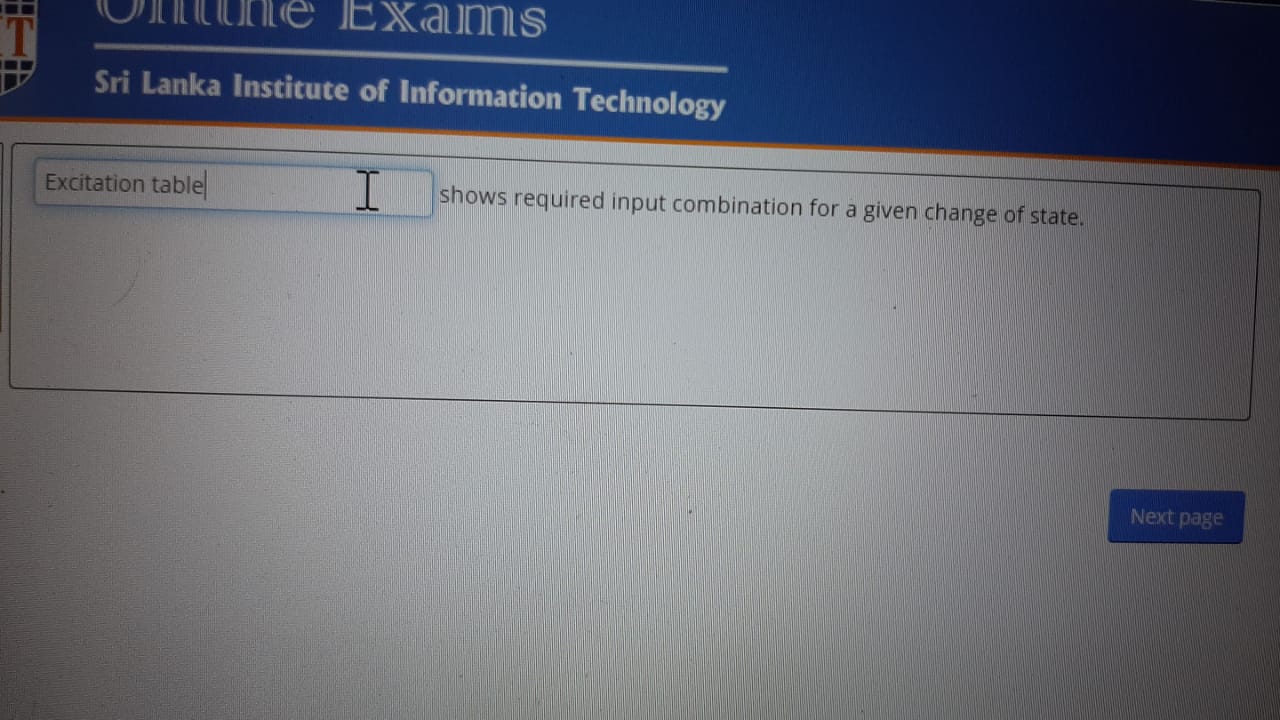 Online Exams
T
Sri Lanka Institute of Information Technology
Excitation table shows required input combination for a given change of state.
Next page